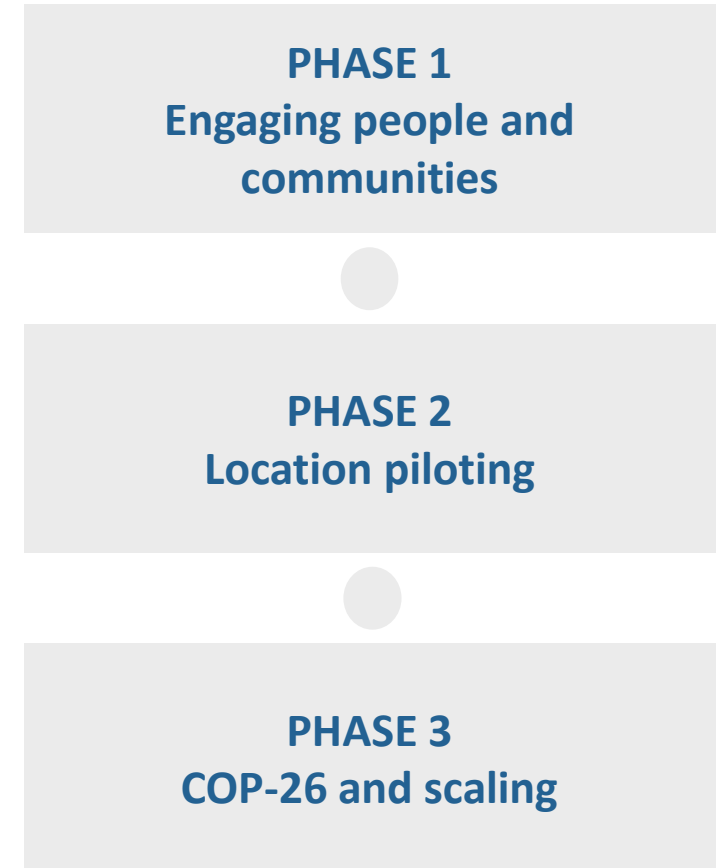 PHASE 1
Engaging people and
communities
PHASE 2
Location piloting
PHASE 3
COP-26 and scaling